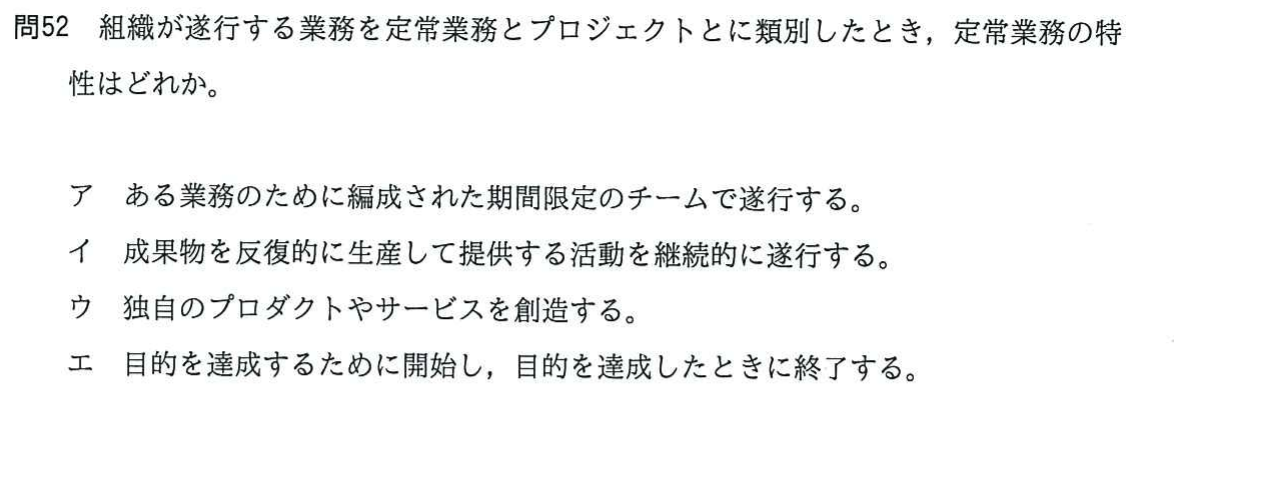 問52　組織が遂行する業務を定常業務とプロジェクトとに類別したとき，定常業務の特
性はどれか。
ア　ある業務のために編成された期間限定のチームで遂行する。
イ　成果物を反復的に生産して提供する活動を継続的に遂行する。
ウ　独自のプロダクトやサービスを創造する。
エ　目的を達成するために開始し，目的を達成したときに終了する。